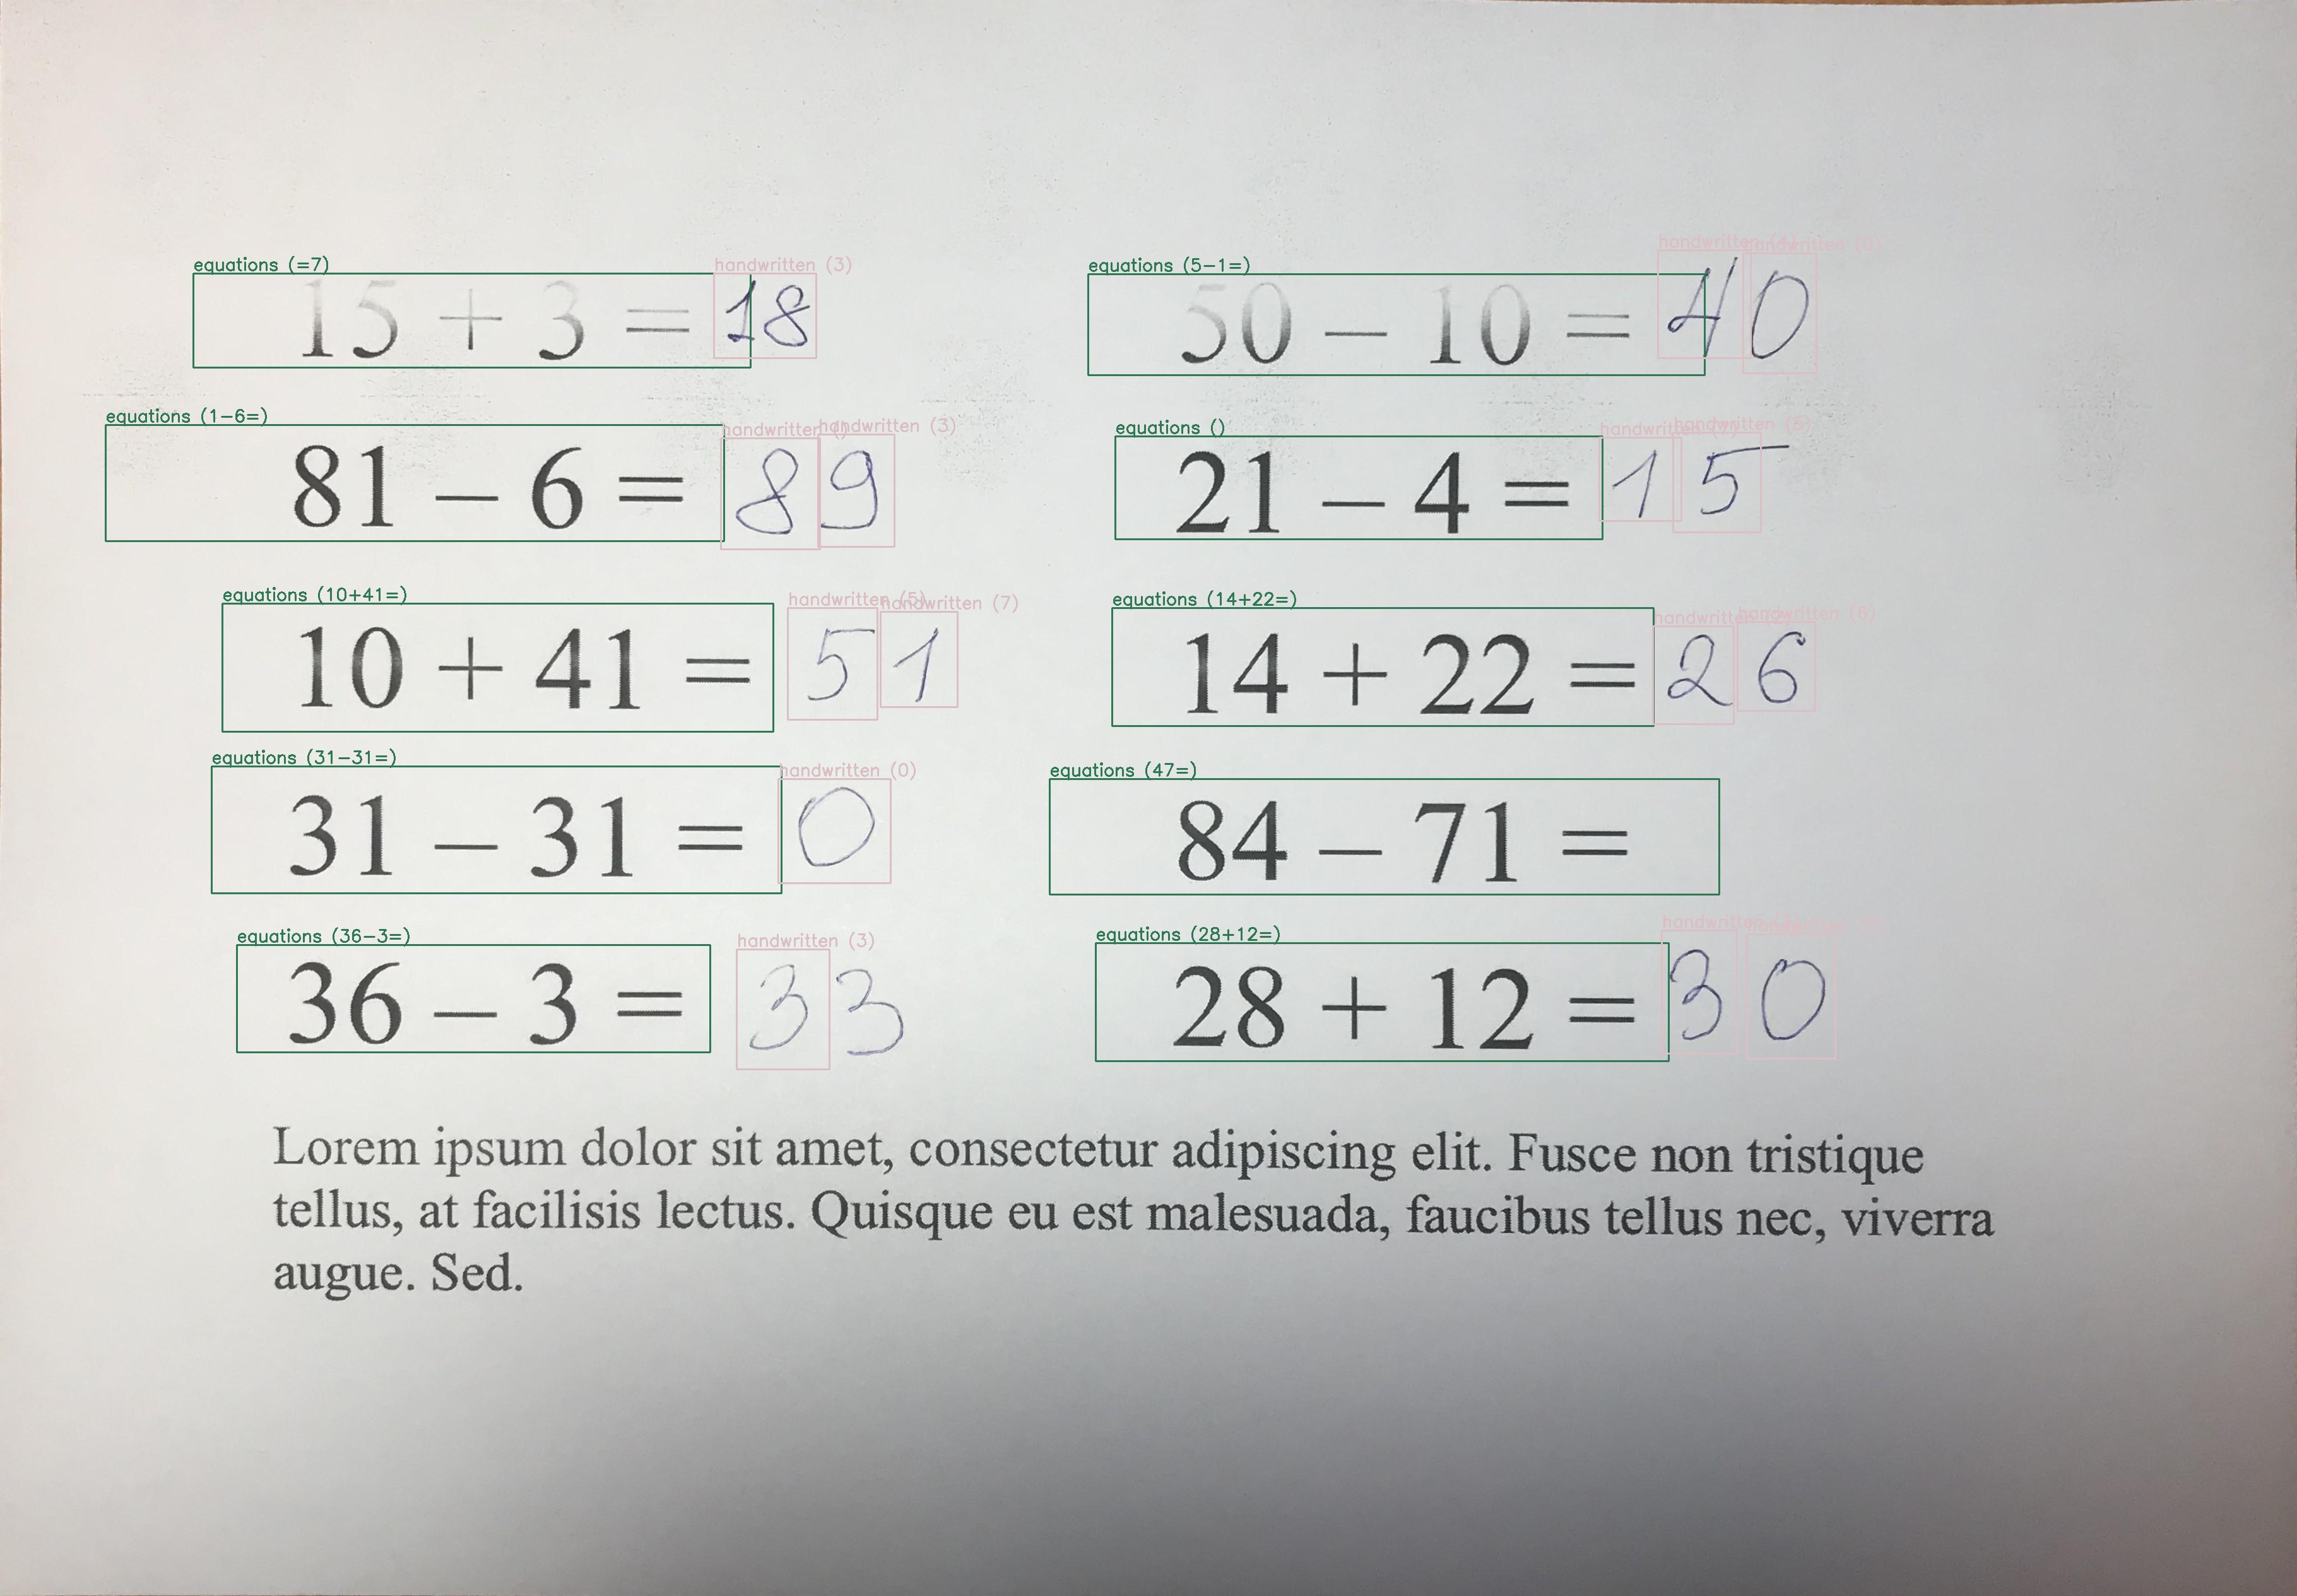 equations (=7) handwritten (3) equations (5-1=) handwritten handwritten (0)
15 + 3 = 18 50 – 10 = 40
equations (1-6=) handwritten handwritten (3) equations () handwritten handwritten (5)
81 – 6 = 89 21 – 4 = 15
equations (10+41=) handwritten (5) handwritten (7) equations (14+22=) handwritten handwritten (6)
10 + 41 = 51 14 + 22 = 26
equations (31-31=) handwritten (0) equations (47=)
31 – 31 = 0 84 – 71 =
equations (36-3=) handwritten (3) equations (28+12=) handwritten
36 – 3 = 33 28 + 12 = 30
Lorem ipsum dolor sit amet, consectetur adipiscing elit. Fusce non tristique
tellus, at facilisis lectus. Quisque eu est malesuada, faucibus tellus nec, viverra
augue. Sed.